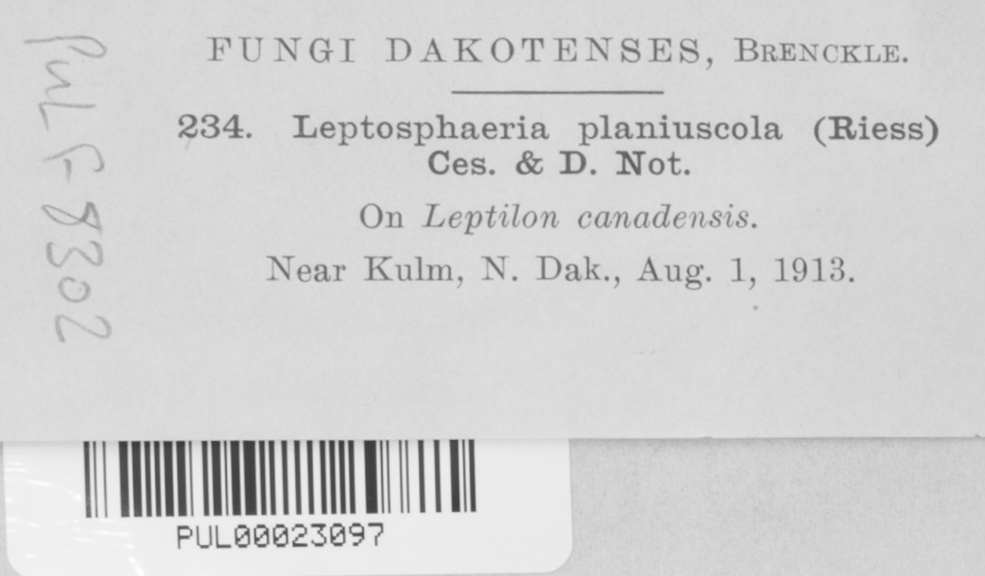 FUNGI DAKOTENSES, BRENCKLE.
234. Leptosphaeria planiuscola (Riess)
Ces. & D. Not.
On Leptilon canadensis.
Near Kulm, N. Dak., Aug. 1, 1913.
PUL F 8302
PUL00023097